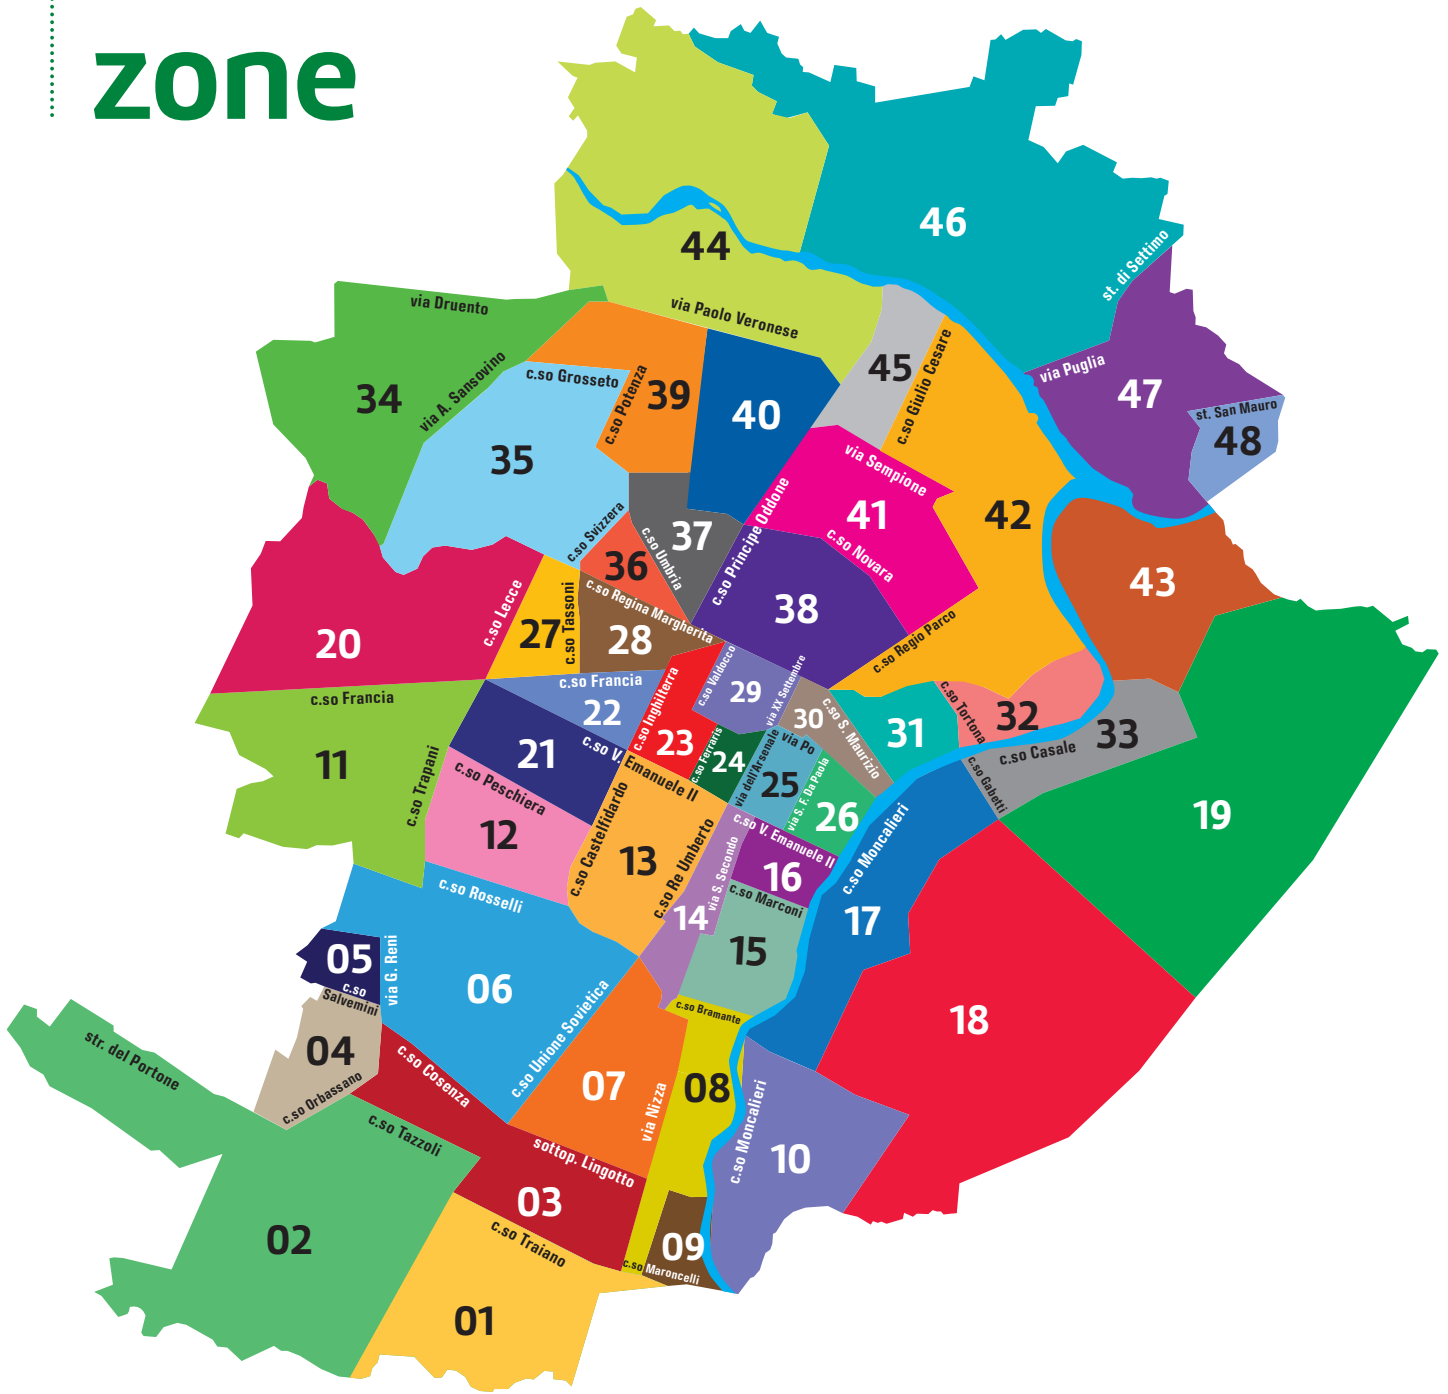 zone
46
44
st. di Settimo
via Druento
via Paolo Veronese
34
via A. Sansovino
c.so Grosseto
c.so Potenza
39
40
45
c.so Giulio Cesare
via Puglia
47
st. San Mauro
48
35
via Sempione
41
42
c.so Svizzera
36
c.so Umbria
37
c.so Principe Oddone
c.so Novara
43
20
c.so Lecce
27
c.so Tassoni
c.so Regina Margherita
28
38
c.so Regio Parco
c.so Francia
c.so Francia
22
c.so Inghilterra
23
c.so Valdocco
29
via XX Settembre
30
c.so S. Maurizio
31
c.so Tortona
32
33
c.so Casale
c.so Gabetti
19
11
c.so Trapani
21
c.so V.
Emanuele II
c.so Ferraris
24
via dell'Arsenale
25
via Po
via S. F. Da Paola
26
c.so Peschiera
12
c.so Castelfidardo
13
c.so Re Umberto
c.so V. Emanuele II
16
via S. Secondo
14
c.so Marconi
15
c.so Moncalieri
17
c.so Rosselli
05
c.so
Salvemini
via G. Reni
06
c.so Unione Sovietica
c.so Bramante
18
str. del Portone
04
c.so Orbassano
c.so Cosenza
07
via Nizza
08
c.so Moncalieri
10
c.so Tazzoli
sottop. Lingotto
03
02
c.so Traiano
09
c.so Maroncelli
01